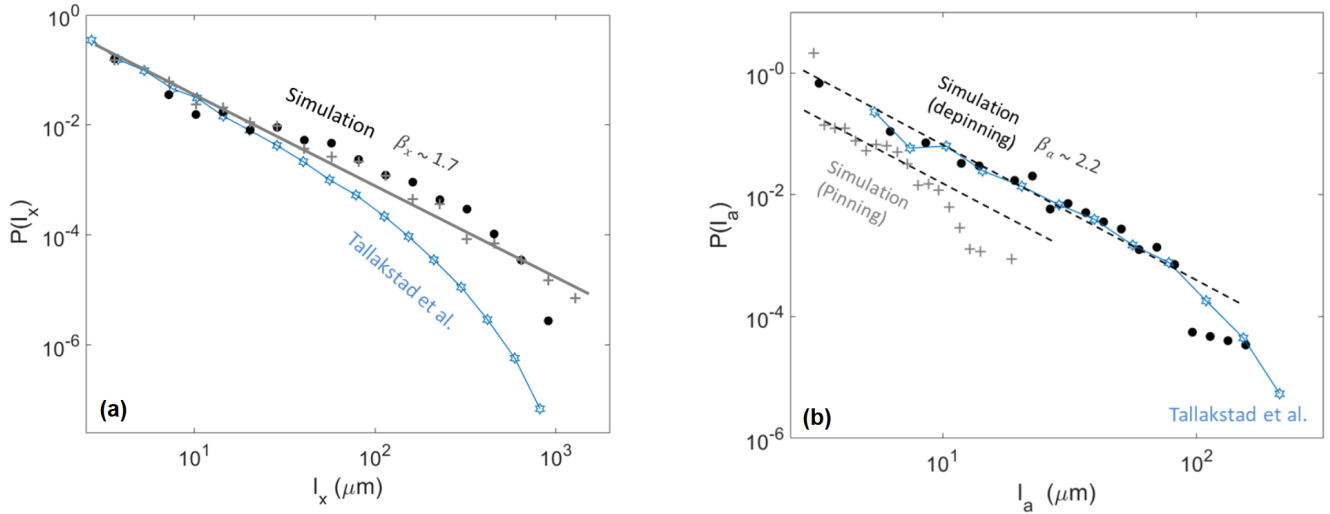 10^0
10^-2
10^-4
10^-6
P(l_x)
Simulation
β_x ~ 1.7
Tallakstad et al.
(a)
10^1
10^2
10^3
l_x (μm)
10^-0
10^-2
10^-4
10^-6
P(l_a)
Simulation
(depinning)
β_a ~ 2.2
Simulation
(Pinning)
(b)
Tallakstad et al.
10^1
10^2
l_a (μm)